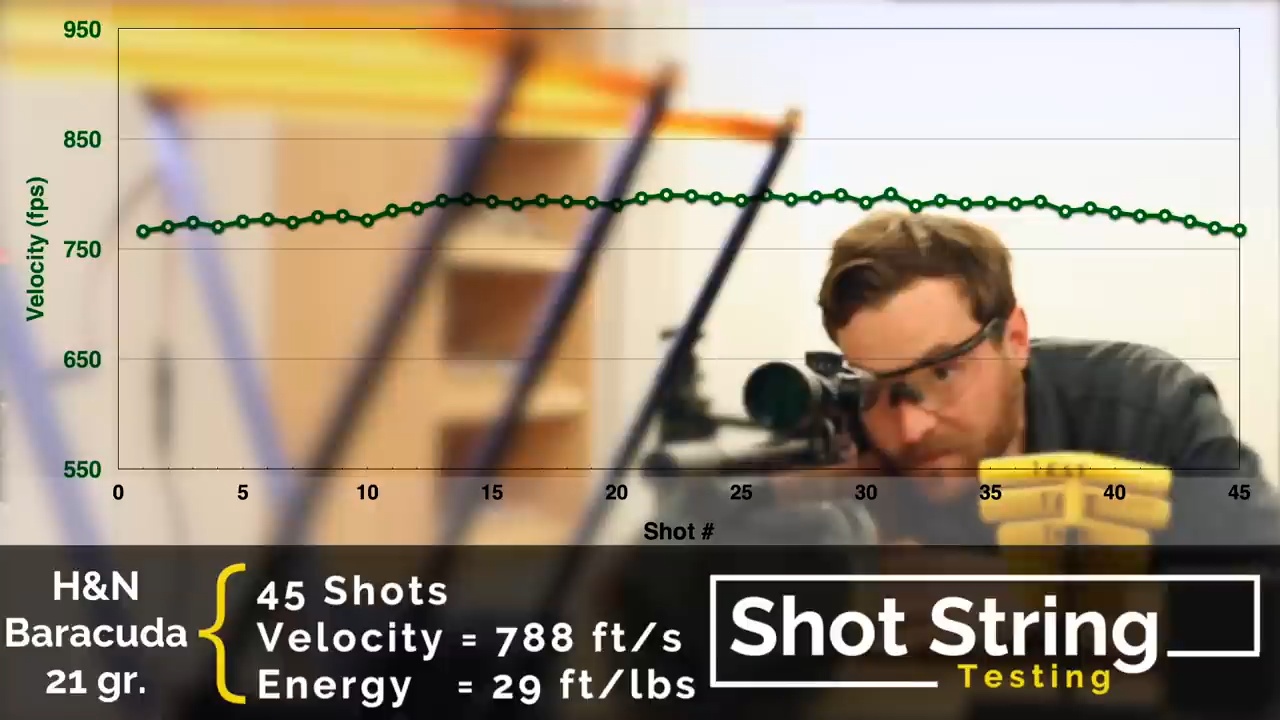 950
850
750
650
550
Velocity (fps)
0 5 10 15 20 25 30 35 40 45
Shot #
H&N
Baracuda
21 gr.
45 Shots
Velocity = 788 ft/s
Energy = 29 ft/lbs
Shot String
Testing